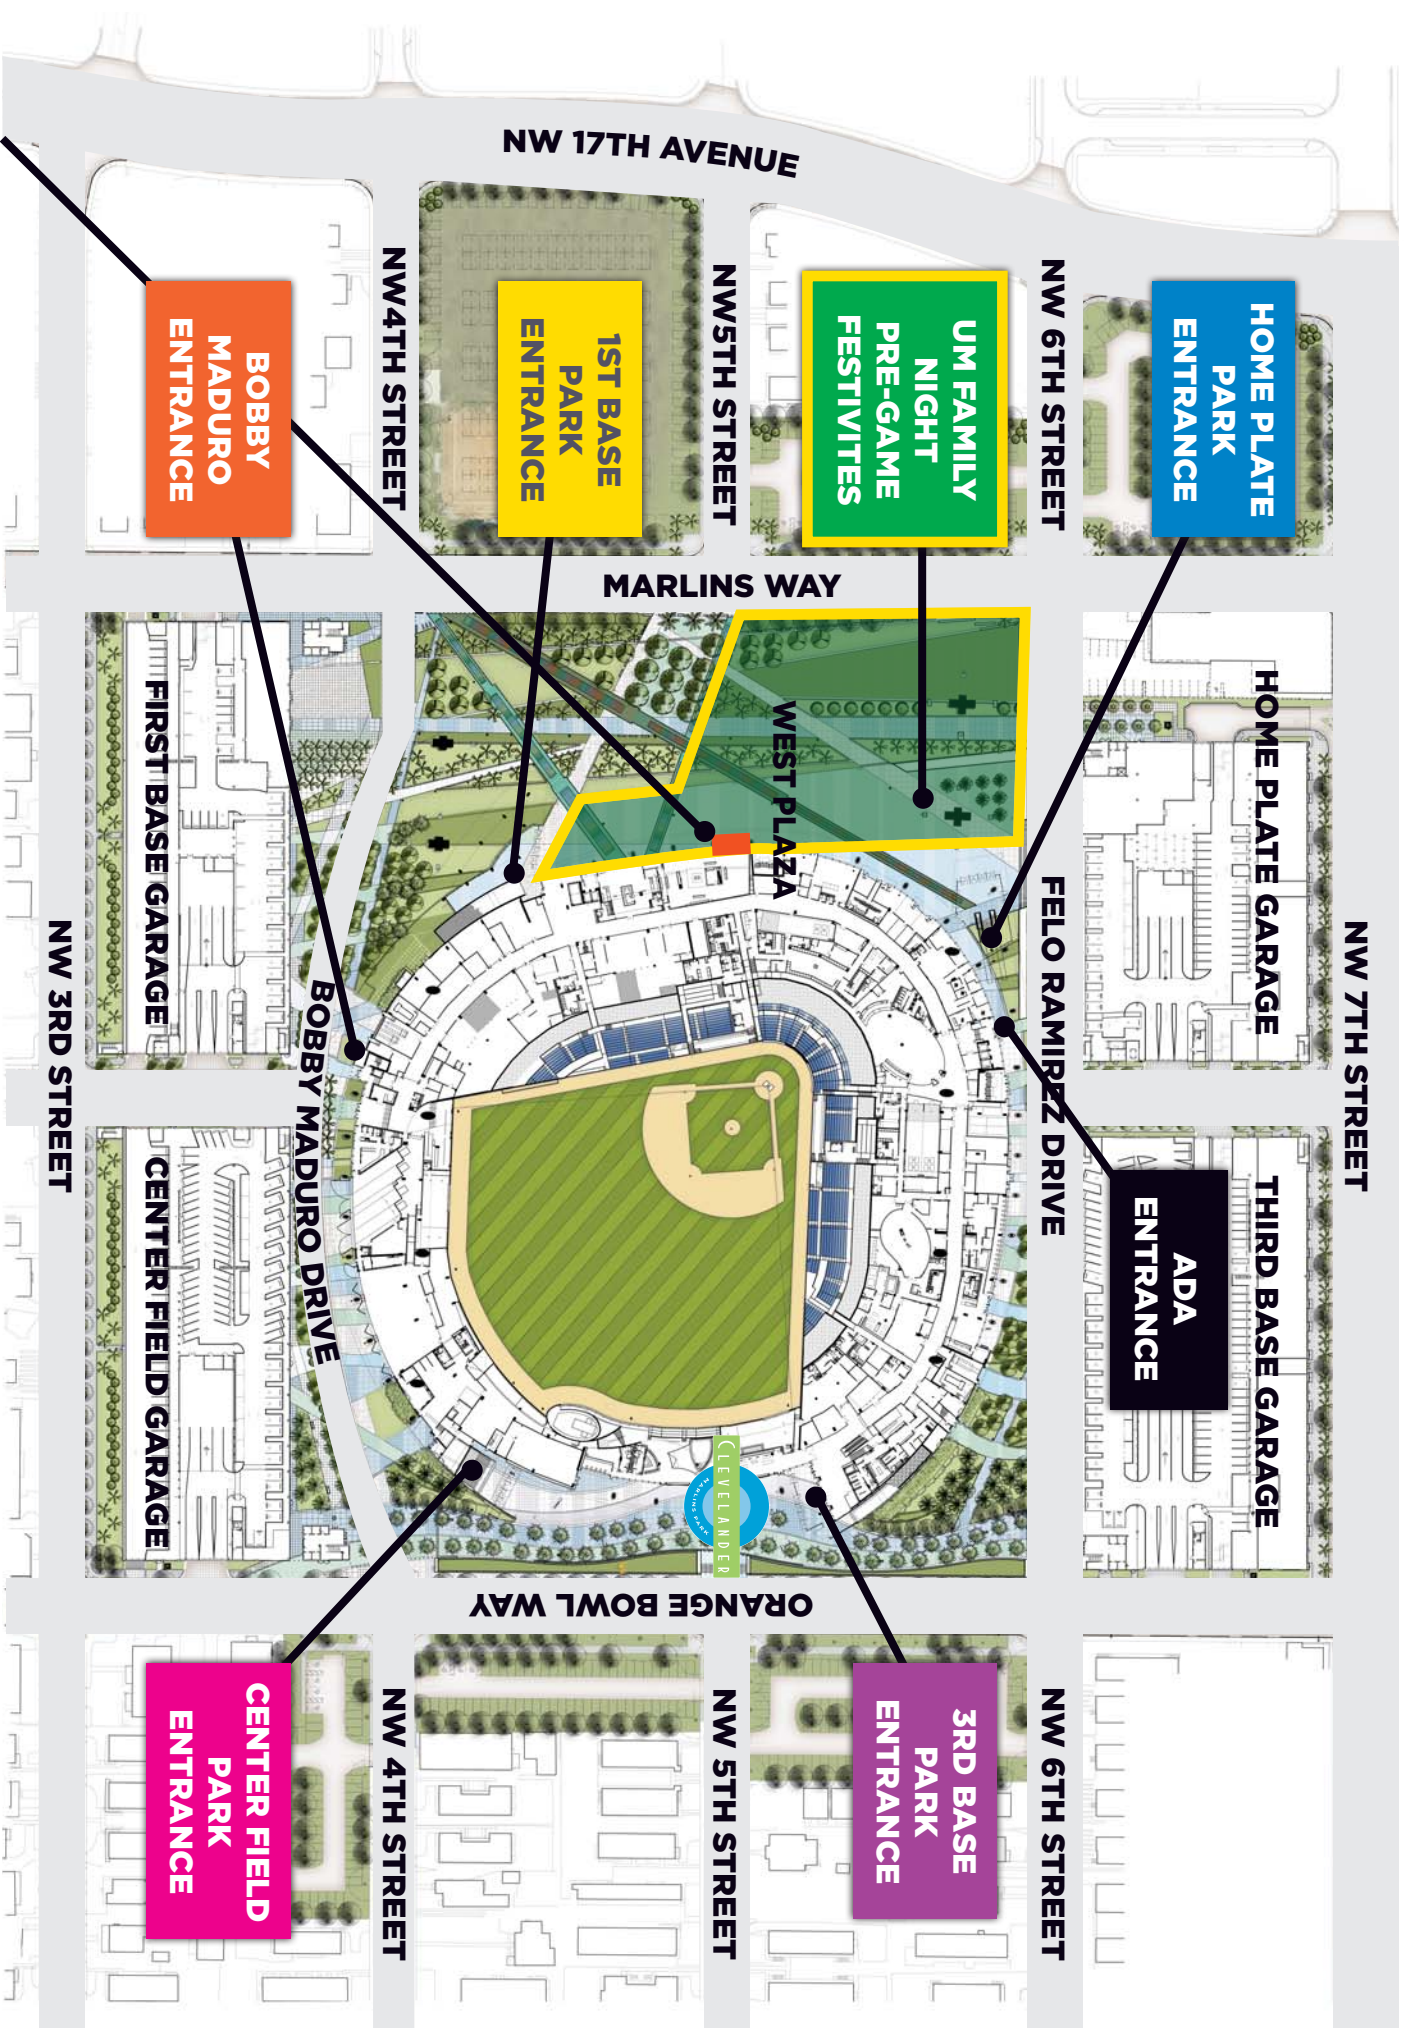 NW 17TH AVENUE
BOBBY
MADURO
ENTRANCE
NW4TH STREET
1ST BASE
PARK
ENTRANCE
NW5TH STREET
UM FAMILY
NIGHT
PRE-GAME
FESTIVITES
NW 6TH STREET
HOME PLATE
PARK
ENTRANCE
MARLINS WAY
FIRST BASE GARAGE
WEST PLAZA
HOME PLATE GARAGE
NW 3RD STREET
BOBBY MADURO DRIVE
FELO RAMIREZ DRIVE
NW 7TH STREET
CENTER FIELD GARAGE
ADA
ENTRANCE
THIRD BASE GARAGE
CLEVELANDER
MARLINS PARK
ORANGE BOWL WAY
CENTER FIELD
PARK
ENTRANCE
NW 4TH STREET
NW 5TH STREET
3RD BASE
PARK
ENTRANCE
NW 6TH STREET